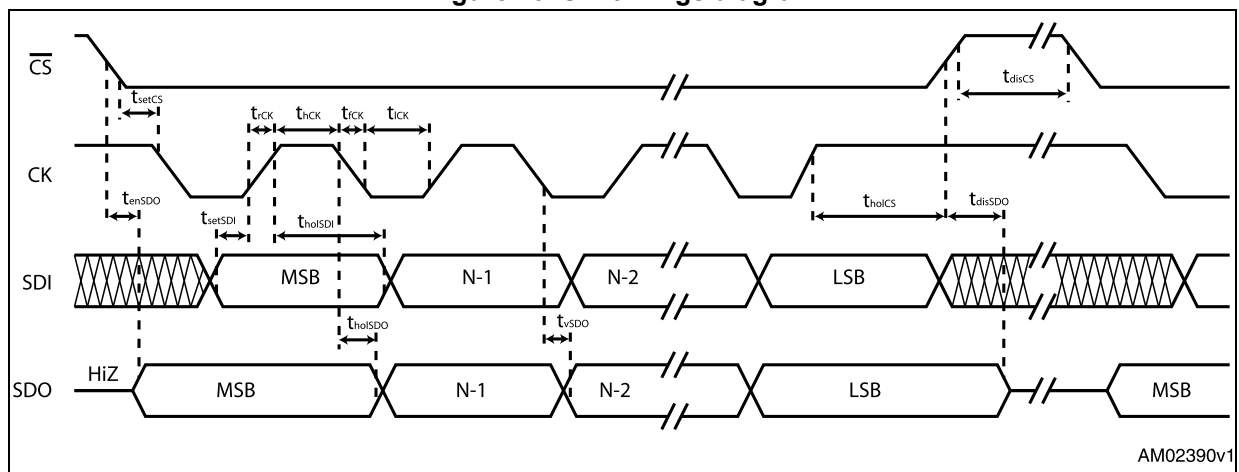 CS
tdisCS
tsetCS
trCK
thCK
tfCK
tlCK
CK
tenSDO
tsetSDI
tholSDI
tholCS
tdisSDO
SDI
MSB
N-1
N-2
LSB
tholSDO
tvSDO
HiZ
SDO
MSB
N-1
N-2
LSB
MSB
AM02390v1